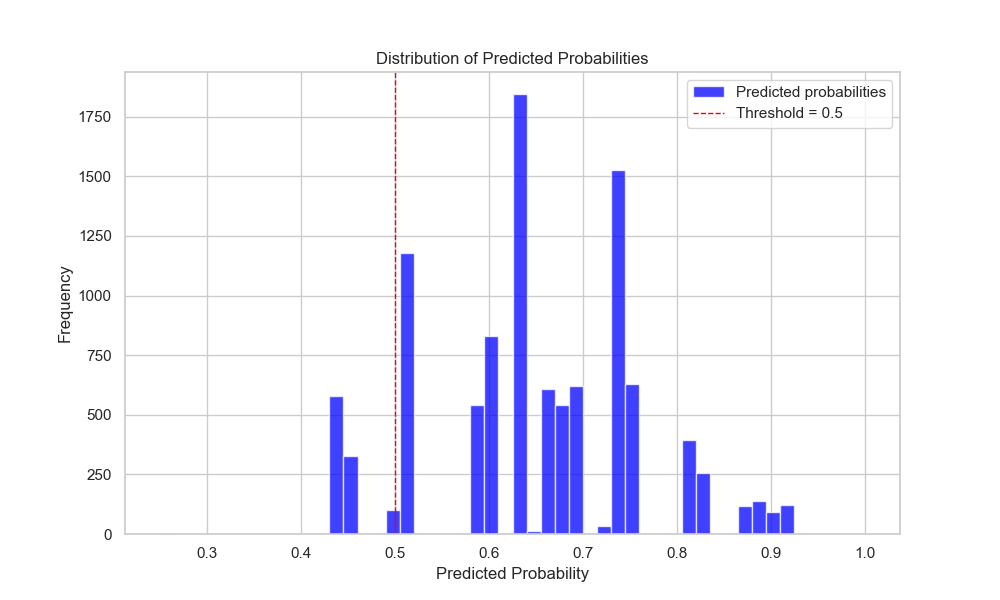 Distribution of Predicted Probabilities
Predicted probabilities
Threshold = 0.5
Frequency
1750
1500
1250
1000
750
500
250
0
0.3 0.4 0.5 0.6 0.7 0.8 0.9 1.0
Predicted Probability